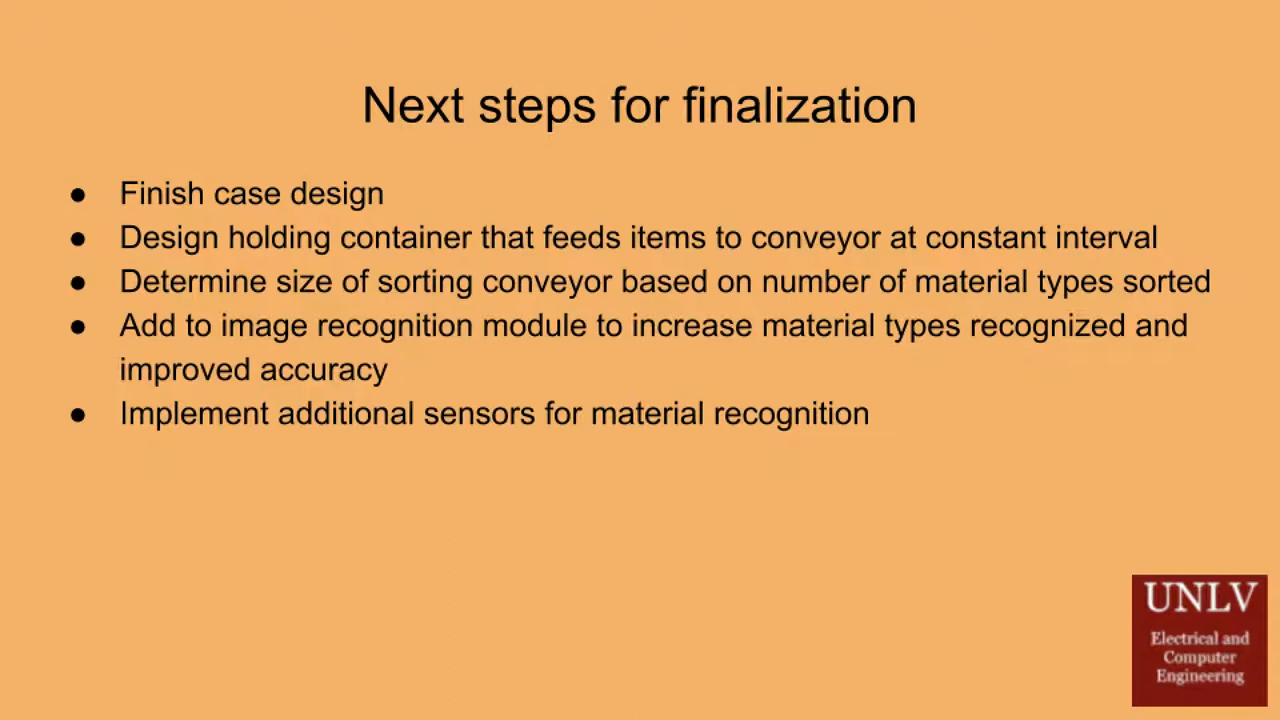 Next steps for finalization
● Finish case design
● Design holding container that feeds items to conveyor at constant interval
● Determine size of sorting conveyor based on number of material types sorted
● Add to image recognition module to increase material types recognized and
improved accuracy
● Implement additional sensors for material recognition
UNLV
Electrical and
Computer
Engineering